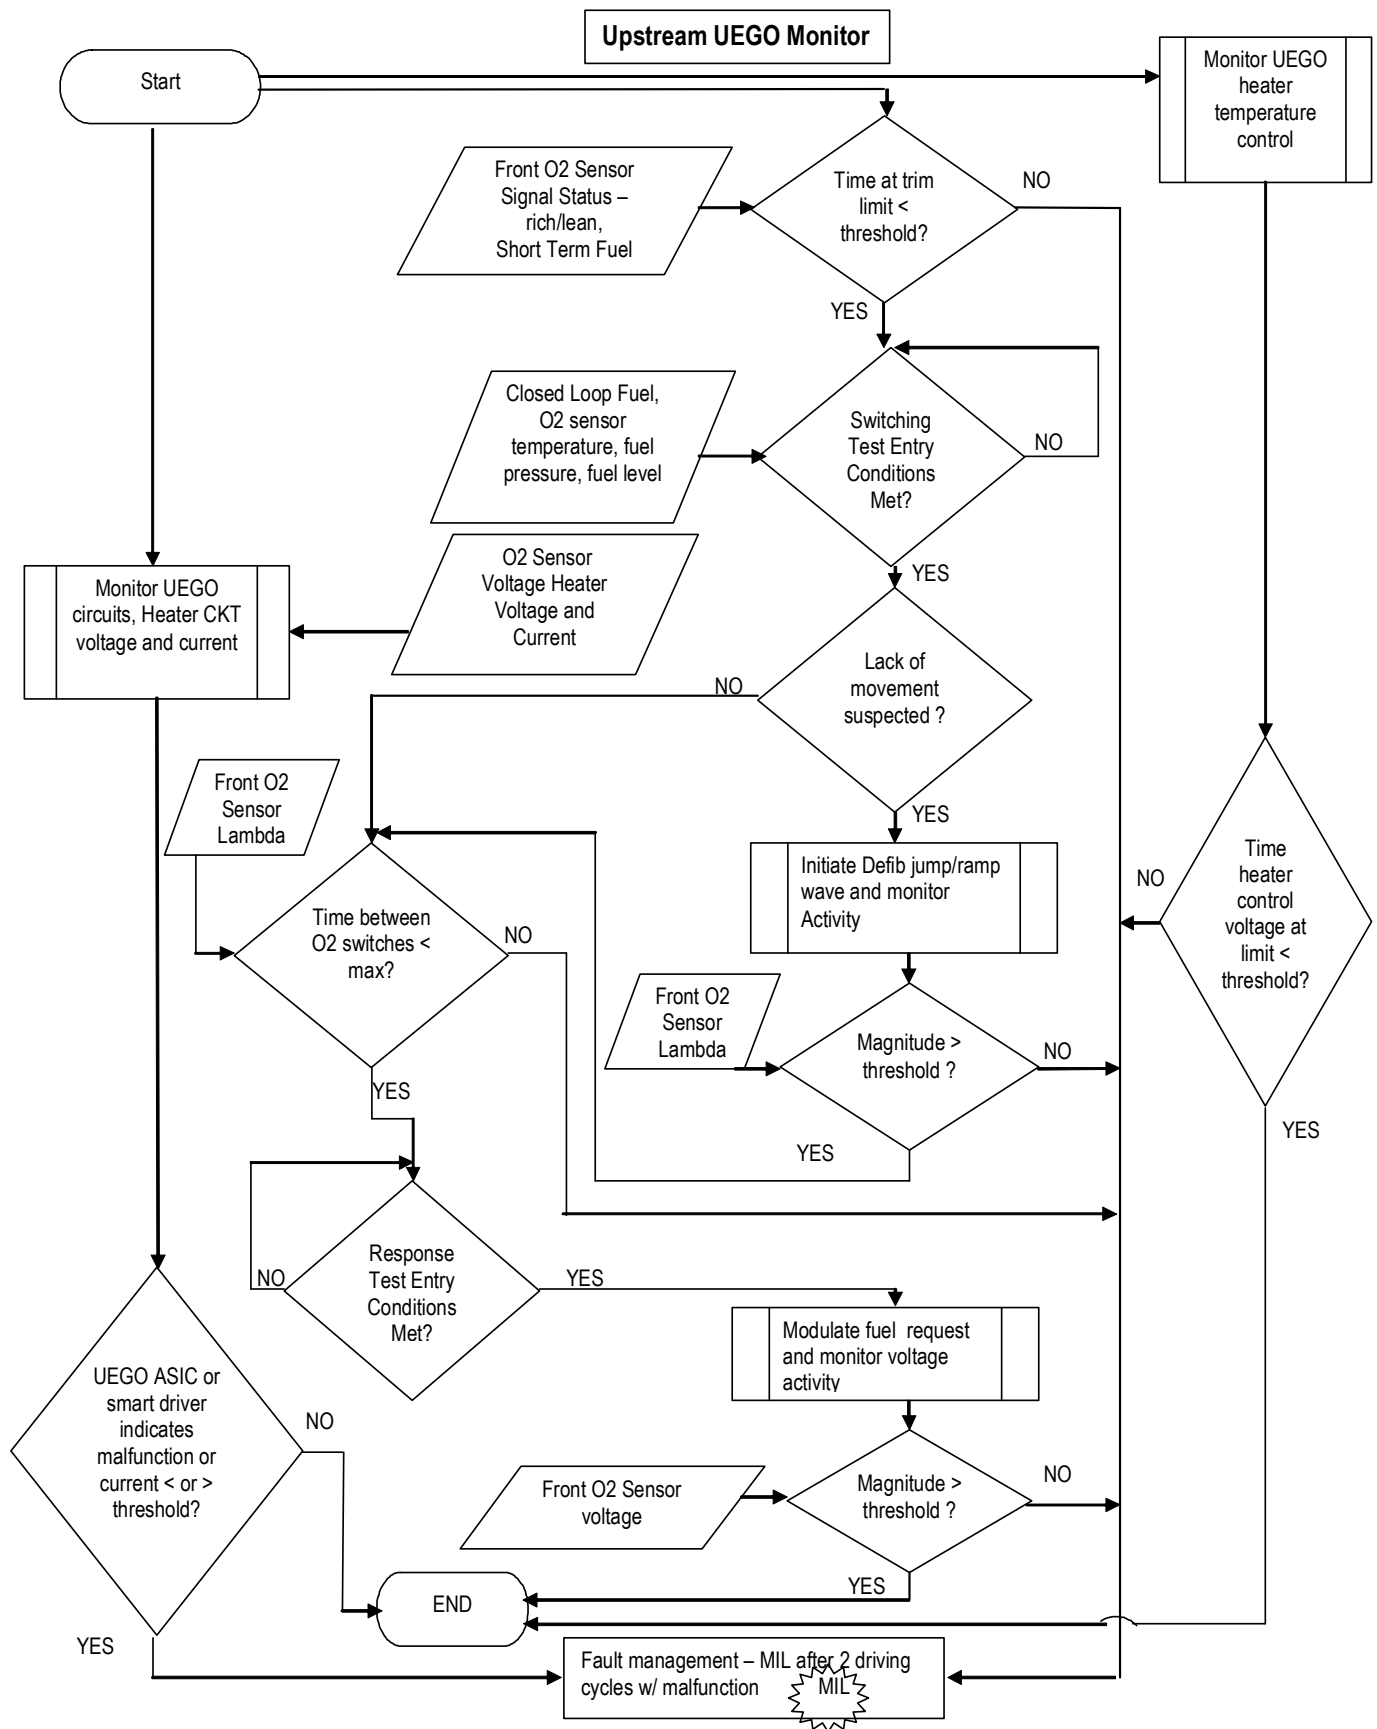 Upstream UEGO Monitor
Start
Monitor UEGO
heater
temperature
control
Front O2 Sensor
Signal Status –
rich/lean,
Short Term Fuel
Time at trim
limit <
threshold?
NO
YES
Closed Loop Fuel,
O2 sensor
temperature, fuel
pressure, fuel level
Switching
Test Entry
Conditions
Met?
NO
YES
O2 Sensor
Voltage Heater
Voltage and
Current
Monitor UEGO
circuits, Heater CKT
voltage and current
Lack of
movement
suspected ?
NO
YES
Front O2
Sensor
Lambda
Initiate Defib jump/ramp
wave and monitor
Activity
Time
heater
control
voltage at
limit <
threshold?
NO
YES
Time between
O2 switches <
max?
NO
YES
Front O2
Sensor
Lambda
Magnitude >
threshold ?
NO
YES
Response
Test Entry
Conditions
Met?
NO
YES
Modulate fuel request
and monitor voltage
activity
UEGO ASIC or
smart driver
indicates
malfunction or
current < or >
threshold?
NO
YES
Front O2 Sensor
voltage
Magnitude >
threshold ?
NO
YES
END
Fault management – MIL after 2 driving
cycles w/ malfunction
MIL